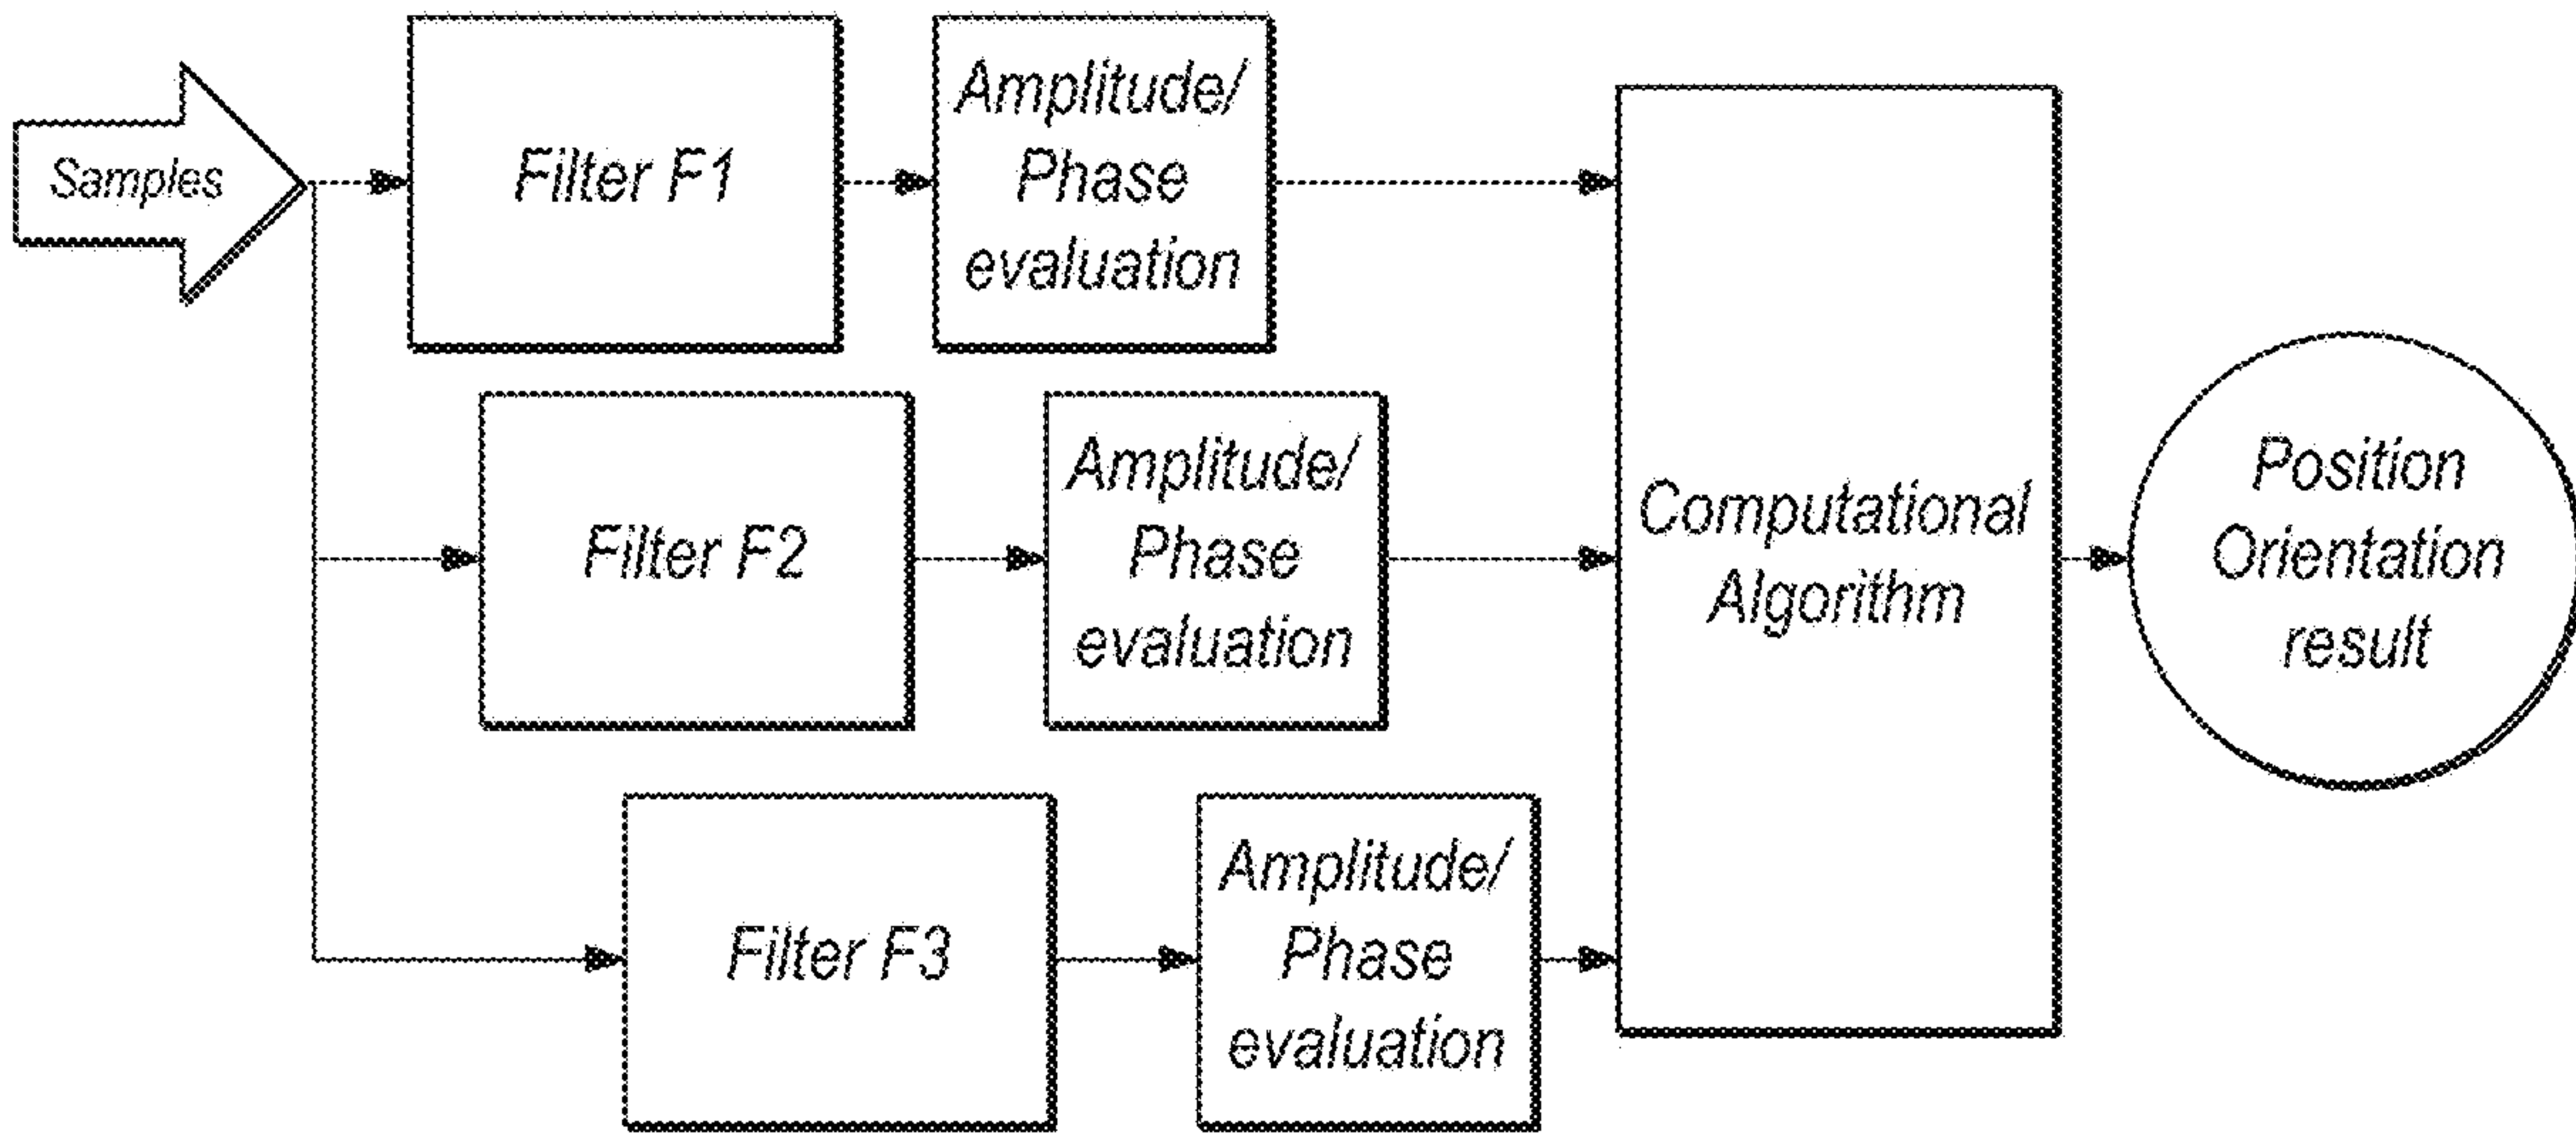 Samples
Filter F1
Amplitude/
Phase
evaluation
Filter F2
Amplitude/
Phase
evaluation
Filter F3
Amplitude/
Phase
evaluation
Computational
Algorithm
Position
Orientation
result